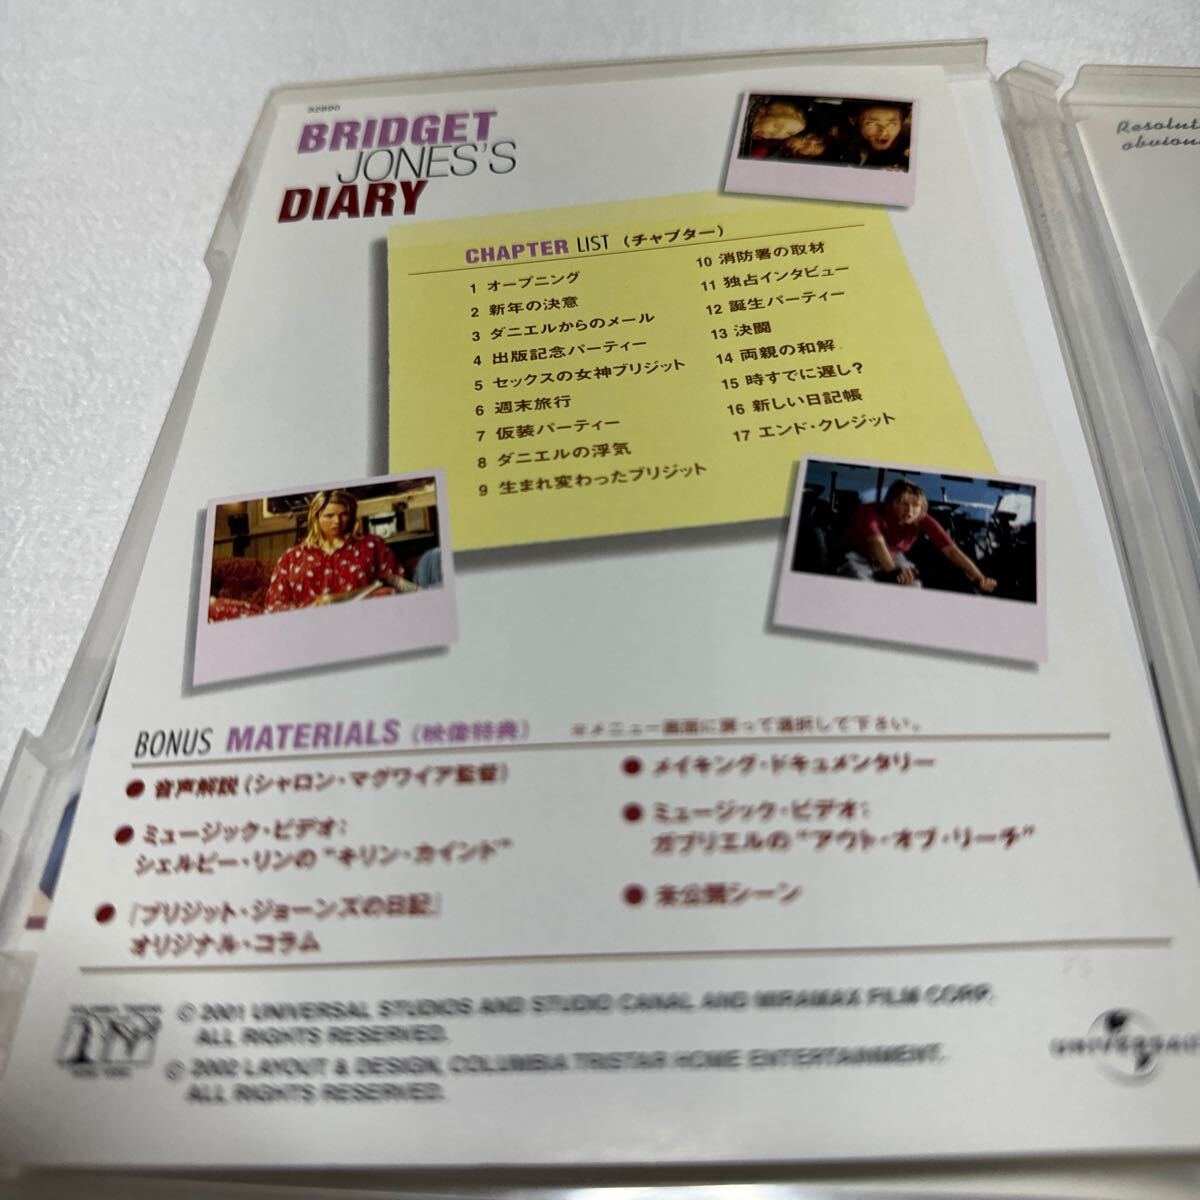 BRIDGET
JONES'S
DIARY
CHAPTER LIST (チャプター)
1 オープニング
2 新年の決意
3 ダニエルからのメール
4 出版記念パーティー
5 セックスの女神ブリジット
6 週末旅行
7 仮装パーティー
8 ダニエルの浮気
9 生まれ変わったブリジット
10 消防署の取材
11 独占インタビュー
12 誕生パーティー
13 決闘
14 両親の和解
15 時すでに遅し?
16 新しい日記帳
17 エンド・クレジット
BONUS MATERIALS (映像特典)
※メニュー画面に戻って選択して下さい。
● 音声解説(シャロン・マグワイア監督)
● ミュージック・ビデオ:
シェルビー・リンの "キリン・カインド"
● 『ブリジット・ジョーンズの日記』
オリジナル・コラム
● メイキング・ドキュメンタリー
● ミュージック・ビデオ:
ガブリエルの "アウト・オブ・リーチ"
● 未公開シーン
© 2001 UNIVERSAL STUDIOS AND STUDIO CANAL AND MIRAMAX FILM CORP.
ALL RIGHTS RESERVED.
© 2002 LAYOUT & DESIGN, COLUMBIA TRISTAR HOME ENTERTAINMENT.
ALL RIGHTS RESERVED.